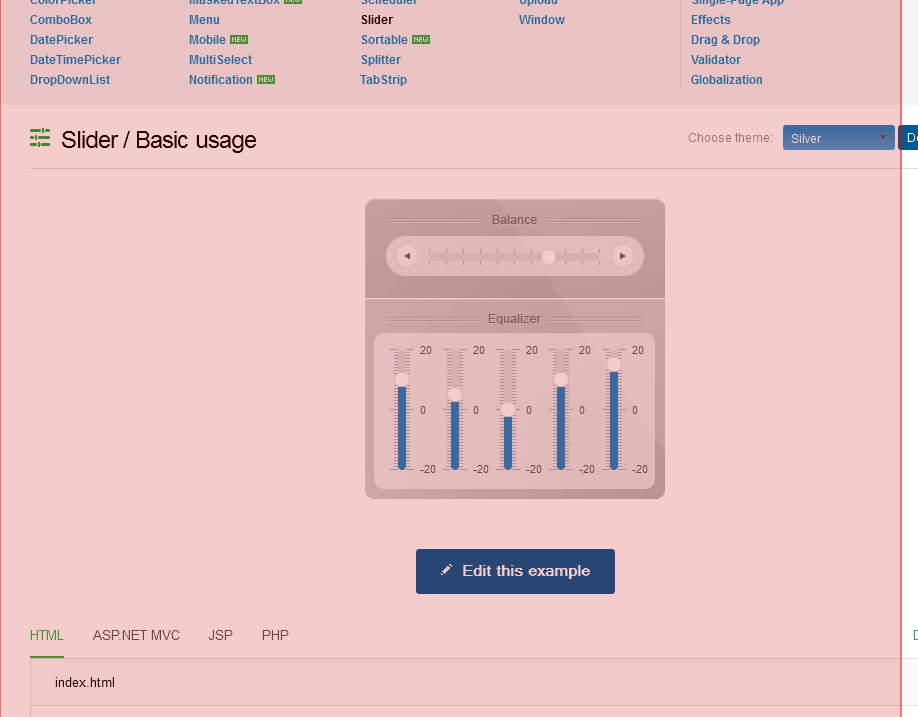 ColorPicker MaskedTextBox NEW Scheduler Upload Single-Page App
ComboBox Menu Slider Window Effects
DatePicker Mobile NEW Sortable NEW Drag & Drop
DateTimePicker MultiSelect Splitter Validator
DropDownList Notification NEW TabStrip Globalization
Slider / Basic usage Choose theme: Silver
Balance
Equalizer
20 20 20 20 20
0 0 0 0 0
-20 -20 -20 -20 -20
Edit this example
HTML ASP.NET MVC JSP PHP
index.html